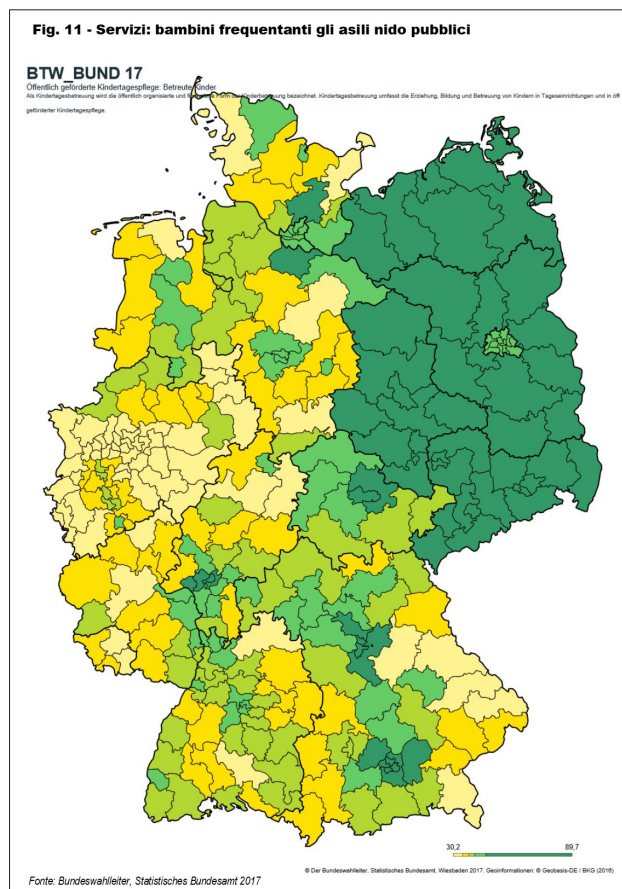 Fig. 11 - Servizi: bambini frequentanti gli asili nido pubblici
BTW_BUND 17
Öffentlich geförderte Kindertagespflege: Betreute Kinder
Als Kindertagesbetreuung wird die öffentlich organisierte und Form der Kinderbetreuung bezeichnet. Kindertagesbetreuung umfasst die Erziehung, Bildung und Betreuung von Kindern in Tageseinrichtungen und in öff
geförderter Kindertagespflege.
30,2 89,7
© Der Bundeswahlleiter, Statistisches Bundesamt, Wiesbaden 2017, Geoinformationen: © Geobasis-DE / BKG (2016)
Fonte: Bundeswahlleiter, Statistisches Bundesamt 2017